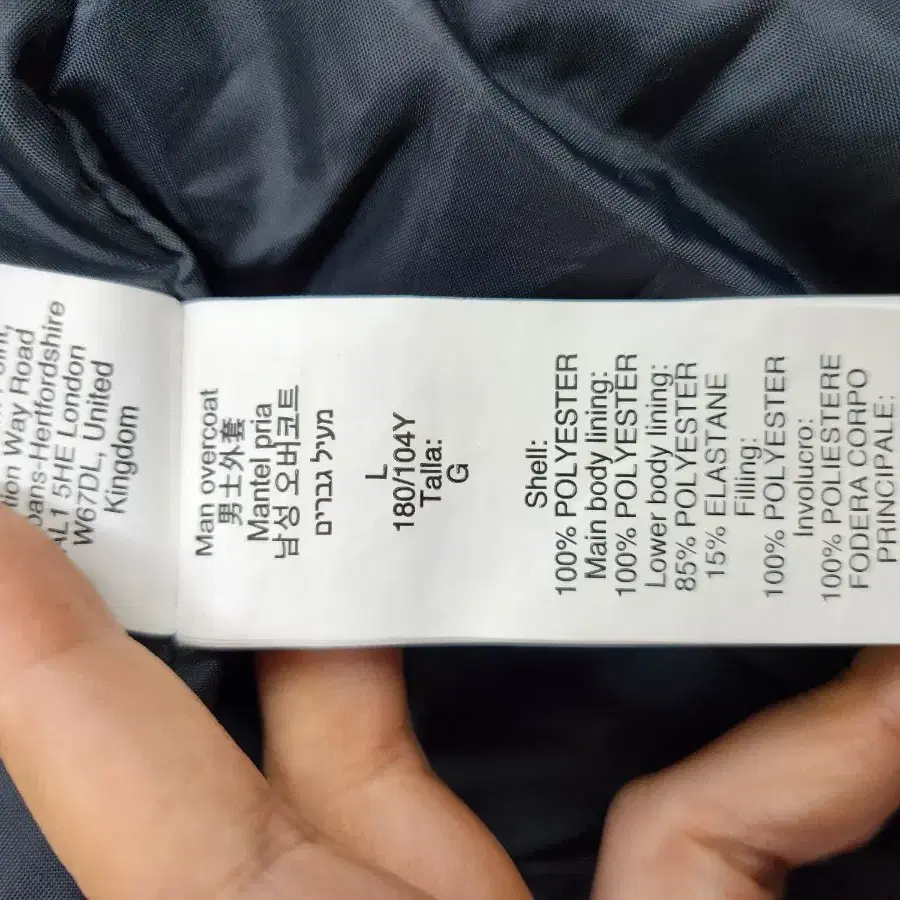 Way Road
Hertfordshire
AL1 5HE London
W67DL, United
Kingdom
Man overcoat
男士外套
Mantel pria
남성 오버코트
מעיל גברים
L
180/104Y
Talla:
G
Shell:
100% POLYESTER
Main body lining:
100% POLYESTER
Lower body lining:
85% POLYESTER
15% ELASTANE
Filling:
100% POLYESTER
Involucro:
100% POLIESTERE
FODERA CORPO
PRINCIPALE: